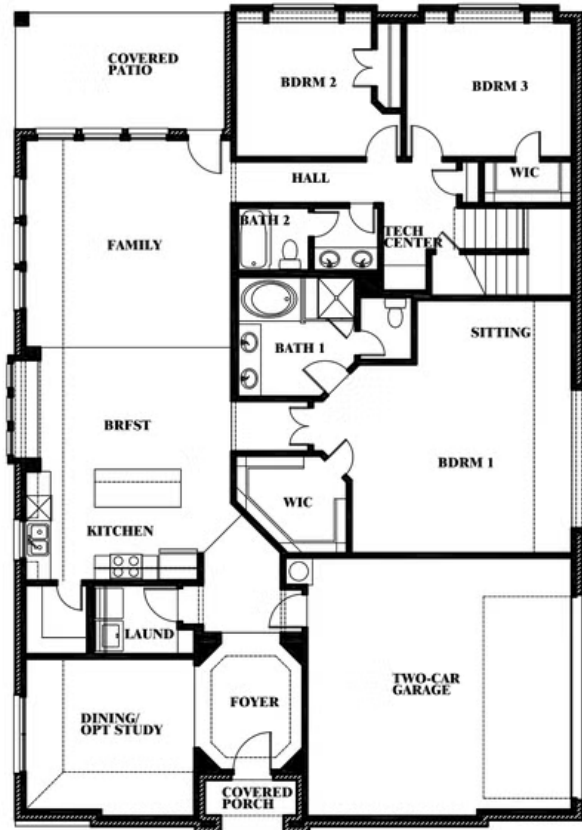 COVERED
PATIO
BDRM 2
BDRM 3
HALL
WIC
BATH 2
TECH
CENTER
FAMILY
SITTING
BATH 1
BRFST
BDRM 1
WIC
KITCHEN
LAUND
TWO-CAR
GARAGE
DINING/
OPT STUDY
FOYER
COVERED
PORCH